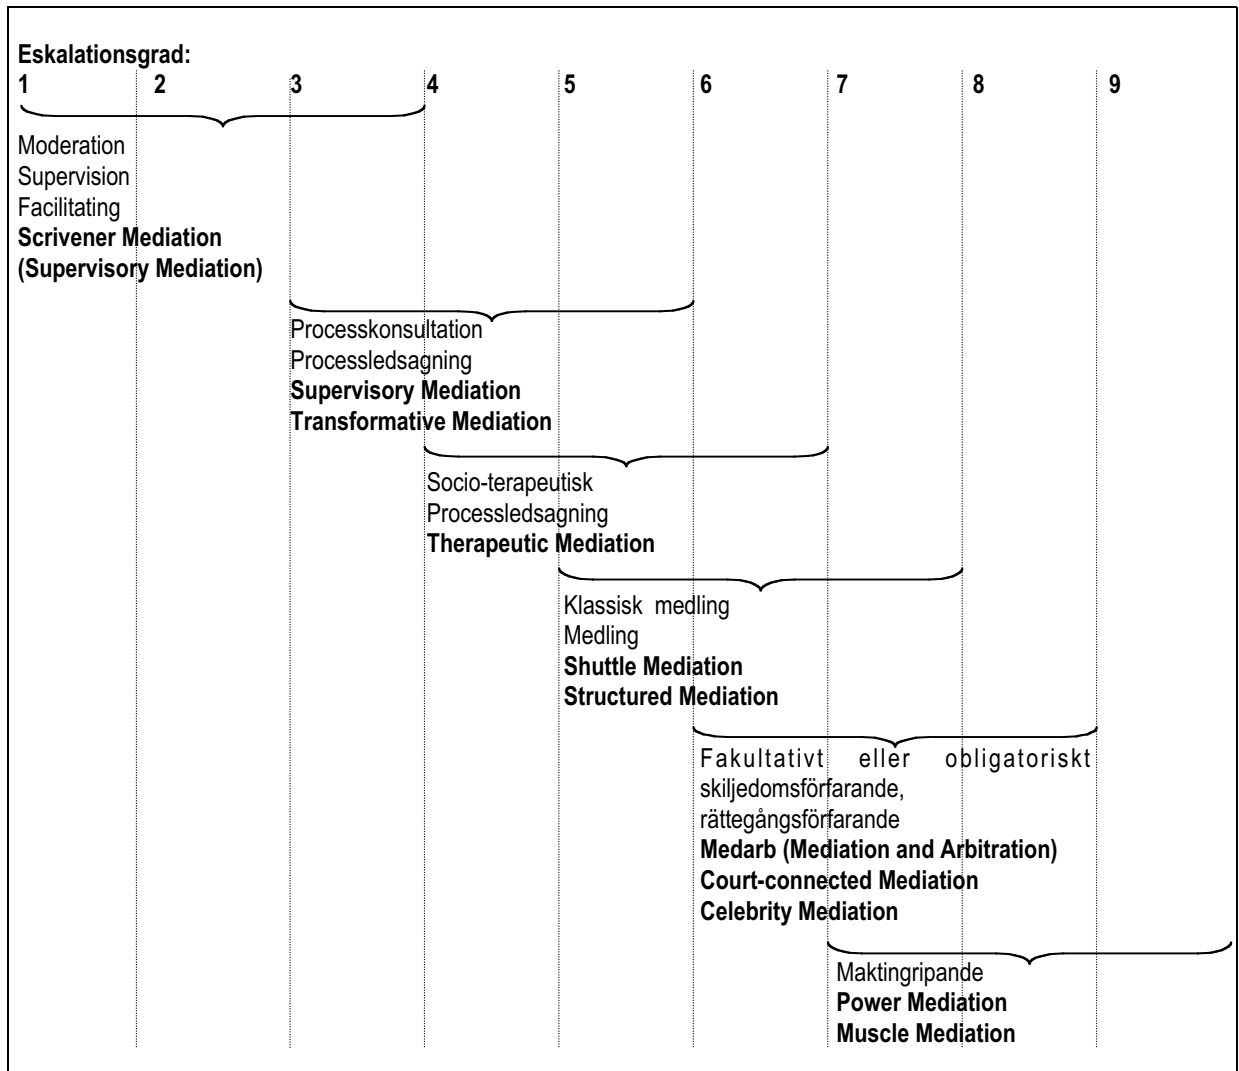 Eskalationsgrad:
1 2 3 4 5 6 7 8 9
Moderation
Supervision
Facilitating
Scrivener Mediation
(Supervisory Mediation)
Processkonsultation
Processledsagning
Supervisory Mediation
Transformative Mediation
Socio-terapeutisk
Processledsagning
Therapeutic Mediation
Klassisk medling
Medling
Shuttle Mediation
Structured Mediation
Fakultativt eller obligatoriskt
skiljedomsförfarande,
rättegångsförfarande
Medarb (Mediation and Arbitration)
Court-connected Mediation
Celebrity Mediation
Maktingripande
Power Mediation
Muscle Mediation